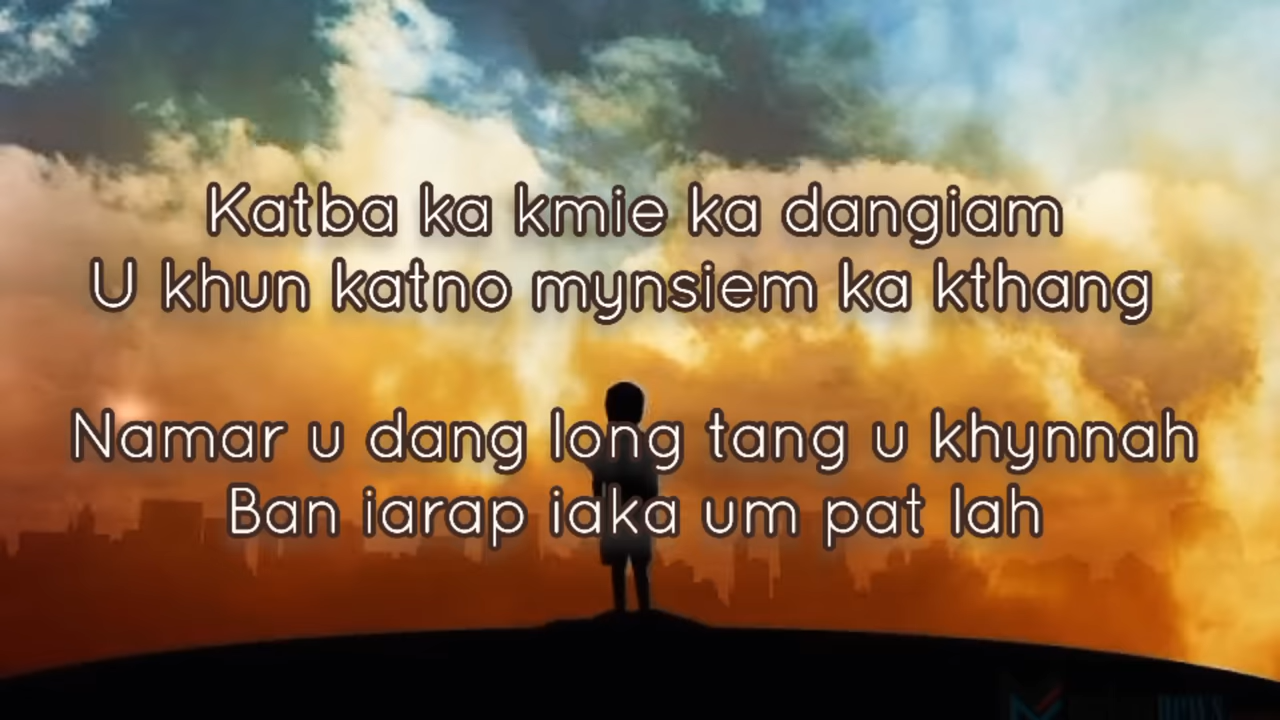 Katba ka kmie ka dangiam
U khun katno mynsiem ka kthang
Namar u dang long tang u khynnah
Ban iarap iaka um pat lah
news